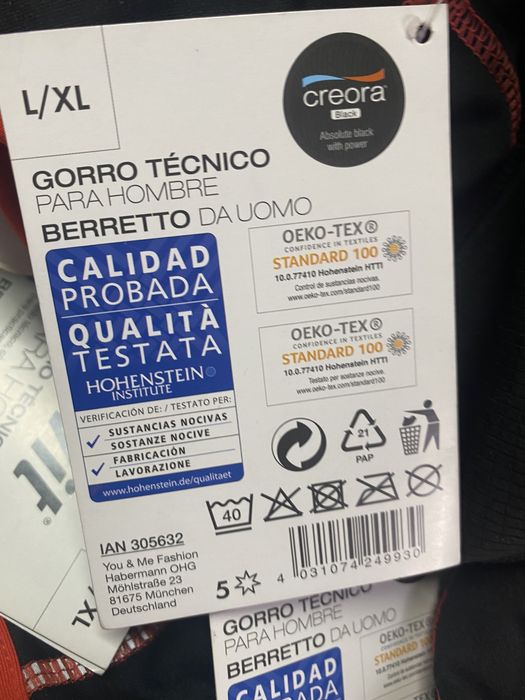 L/XL
creora®
Black
Absolute black
with power
GORRO TÉCNICO
PARA HOMBRE
BERRETTO DA UOMO
CALIDAD
PROBADA
QUALITÀ
TESTATA
HOHENSTEIN
INSTITUTE
VERIFICACIÓN DE: / TESTATO PER:
SUSTANCIAS NOCIVAS
SOSTANZE NOCIVE
FABRICACIÓN
LAVORAZIONE
www.hohenstein.de/qualitaet
OEKO-TEX®
CONFIDENCE IN TEXTILES
STANDARD 100
10.0.77410 Hohenstein HTTI
Control de sustancias nocivas.
www.oeko-tex.com/standard100
OEKO-TEX®
CONFIDENCE IN TEXTILES
STANDARD 100
10.0.77410 Hohenstein HTTI
Testato per sostanze nocive.
www.oeko-tex.com/standard100
21
PAP
40
IAN 305632
You & Me Fashion
Habermann OHG
Möhlstraße 23
81675 München
Deutschland
5
4 031074 249930
GORRO TÉCNICO
PARA HOMBRE
BERRETTO DA UOMO
CALIDAD
OEKO-TEX®
CONFIDENCE IN TEXTILES
STANDARD 100